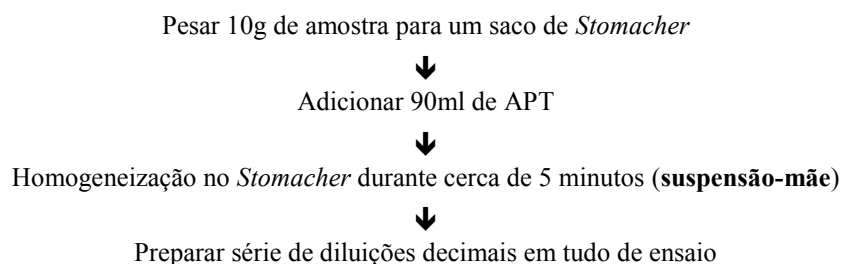 Pesar 10g de amostra para um saco de Stomacher
🡻
Adicionar 90ml de APT
🡻
Homogeneização no Stomacher durante cerca de 5 minutos (suspensão-mãe)
🡻
Preparar série de diluições decimais em tudo de ensaio